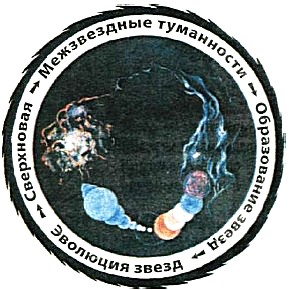 Межзвездные туманности →
Образование звезд →
Эволюция звезд →
Сверхновая →